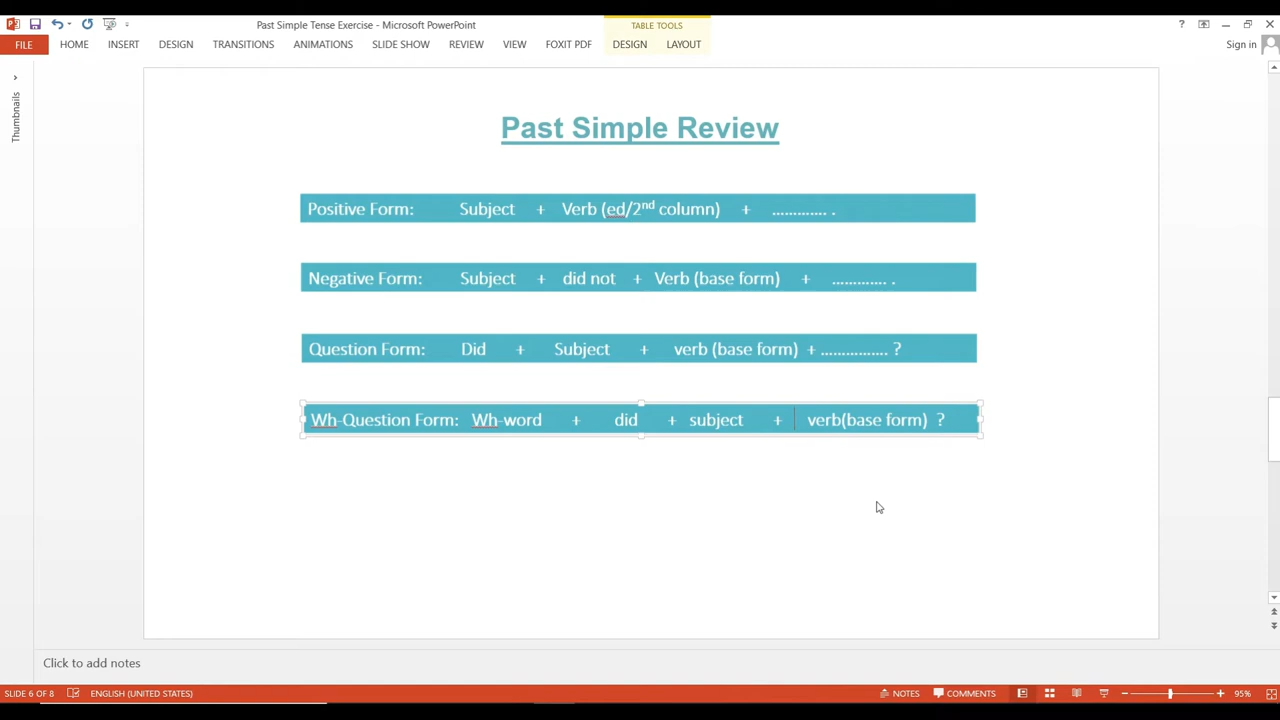 Past Simple Tense Exercise - Microsoft PowerPoint
TABLE TOOLS
?
FILE HOME INSERT DESIGN TRANSITIONS ANIMATIONS SLIDE SHOW REVIEW VIEW FOXIT PDF DESIGN LAYOUT Sign in
Thumbnails
Past Simple Review
Positive Form: Subject + Verb (ed/2nd column) + ............. .
Negative Form: Subject + did not + Verb (base form) + ............. .
Question Form: Did + Subject + verb (base form) + ............... ?
Wh-Question Form: Wh-word + did + subject + verb(base form) ?
Click to add notes
SLIDE 6 OF 8 ENGLISH (UNITED STATES) NOTES COMMENTS 95%